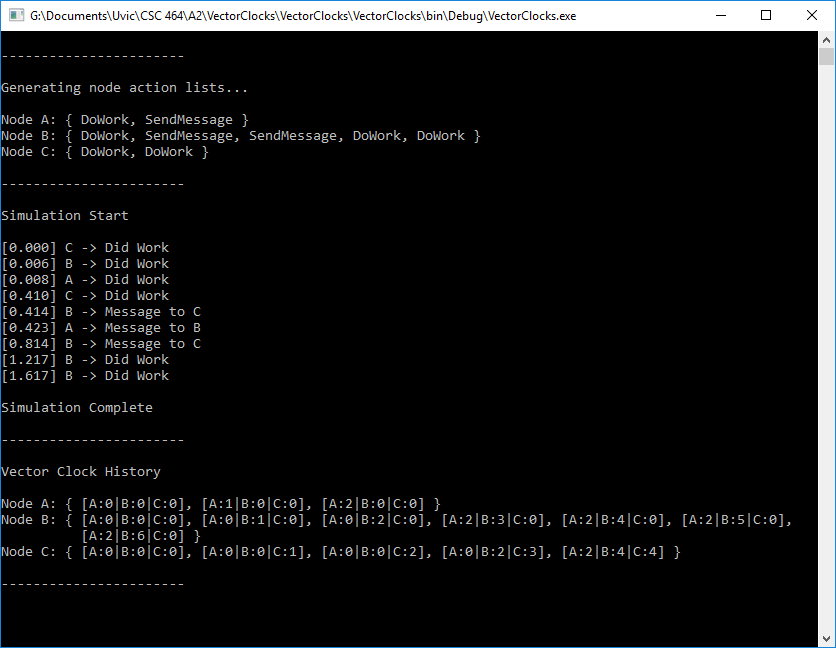 G:\Documents\Uvic\CSC 464\A2\VectorClocks\VectorClocks\VectorClocks\bin\Debug\VectorClocks.exe
-----------------------
Generating node action lists...
Node A: { DoWork, SendMessage }
Node B: { DoWork, SendMessage, SendMessage, DoWork, DoWork }
Node C: { DoWork, DoWork }
-----------------------
Simulation Start
[0.000] C -> Did Work
[0.006] B -> Did Work
[0.008] A -> Did Work
[0.410] C -> Did Work
[0.414] B -> Message to C
[0.423] A -> Message to B
[0.814] B -> Message to C
[1.217] B -> Did Work
[1.617] B -> Did Work
Simulation Complete
-----------------------
Vector Clock History
Node A: { [A:0|B:0|C:0], [A:1|B:0|C:0], [A:2|B:0|C:0] }
Node B: { [A:0|B:0|C:0], [A:0|B:1|C:0], [A:0|B:2|C:0], [A:2|B:3|C:0], [A:2|B:4|C:0], [A:2|B:5|C:0],
[A:2|B:6|C:0] }
Node C: { [A:0|B:0|C:0], [A:0|B:0|C:1], [A:0|B:0|C:2], [A:0|B:2|C:3], [A:2|B:4|C:4] }
-----------------------